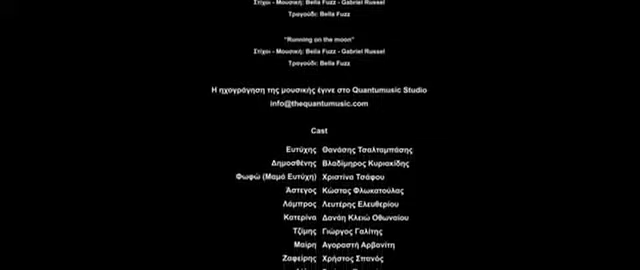 Στίχοι - Μουσική: Bella Fuzz - Gabriel Russel
Τραγούδι: Bella Fuzz
"Running on the moon"
Στίχοι - Μουσική: Bella Fuzz - Gabriel Russel
Τραγούδι: Bella Fuzz
Η ηχογράφηση της μουσικής έγινε στο Quantumusic Studio
info@thequantumusic.com
Cast
Ευτύχης Θανάσης Τσαλταμπάσης
Δημοσθένης Βλαδίμηρος Κυριακίδης
Φωφώ (Μαμά Ευτύχη) Χριστίνα Τσάφου
Άστεγος Κώστας Φλωκατούλας
Λάμπρος Λευτέρης Ελευθερίου
Κατερίνα Δανάη Κλειώ Οθωναίου
Τζίμης Γιώργος Γαλίτης
Μαίρη Αγοραστή Αρβανίτη
Ζαφείρης Χρήστος Σπανός